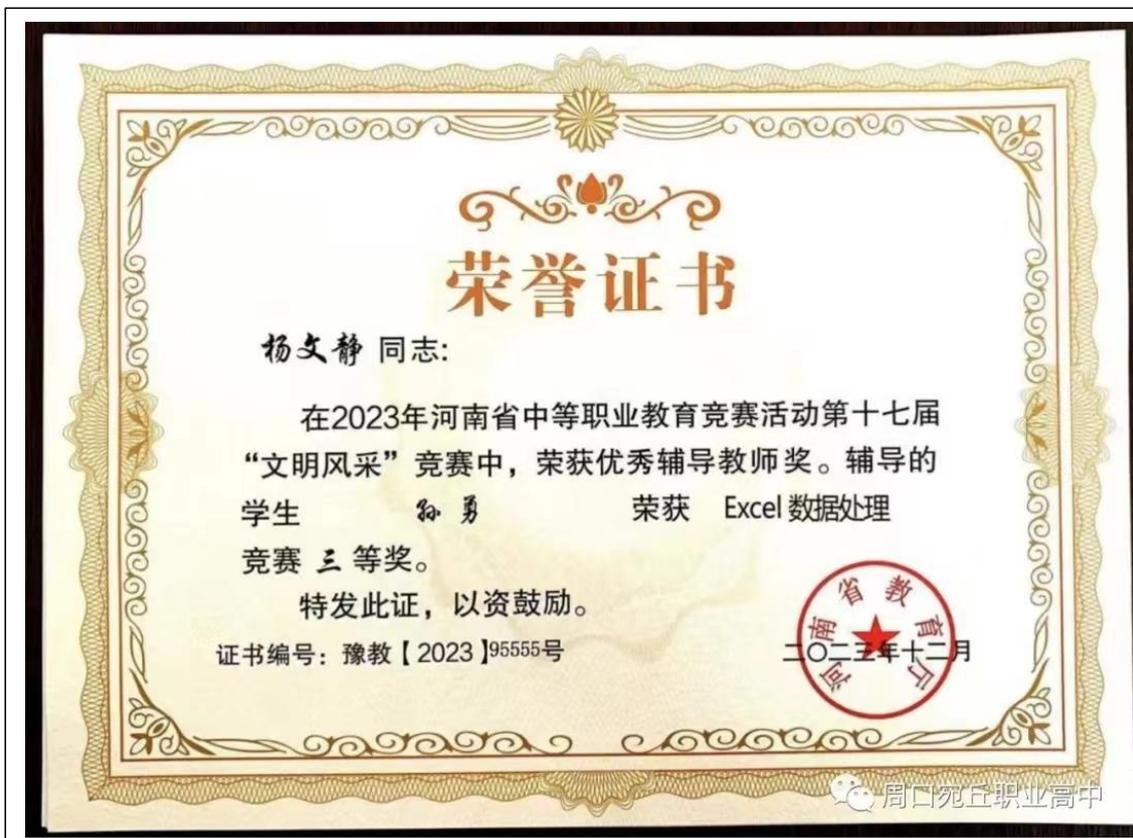 荣誉证书
杨文静 同志:
在2023年河南省中等职业教育竞赛活动第十七届
“文明风采”竞赛中，荣获优秀辅导教师奖。辅导的
学生 孙勇 荣获 Excel 数据处理
竞赛 三 等奖。
特发此证，以资鼓励。
证书编号：豫教【2023】95555号
河南省教育厅
二〇二三年十二月
周口宛丘职业高中